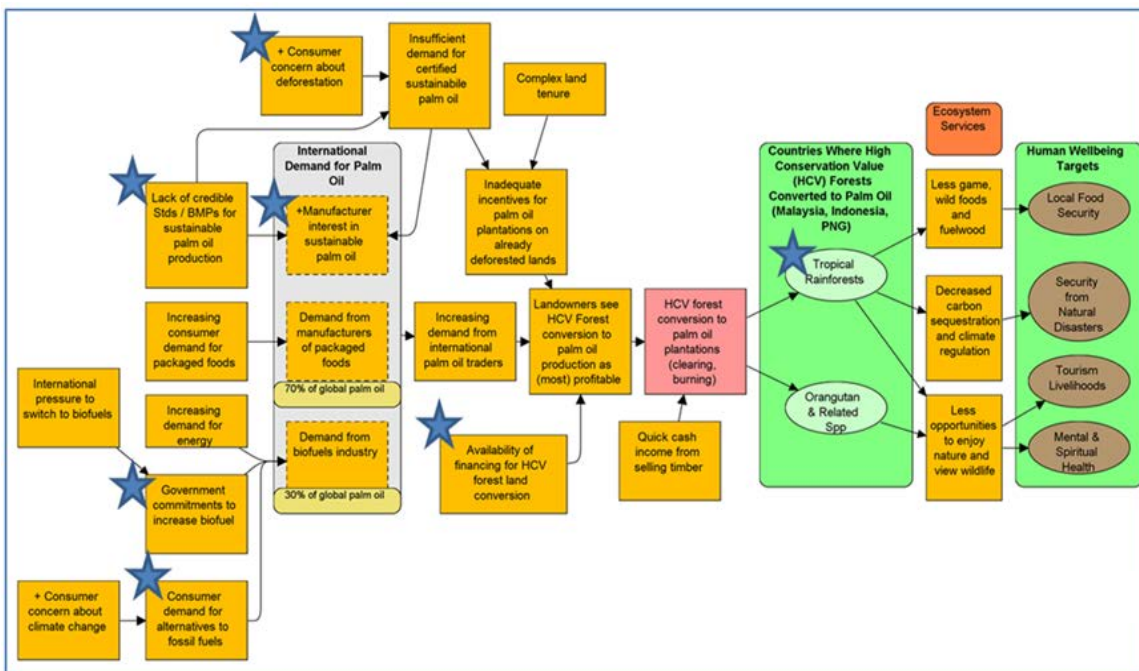 + Consumer
concern about
deforestation
Insufficient
demand for
certified
sustainabile
palm oil
Complex land
tenure
Ecosystem
Services
International
Demand for Palm
Oil
Countries Where High
Conservation Value
(HCV) Forests
Converted to Palm Oil
(Malaysia, Indonesia,
PNG)
Human Wellbeing
Targets
Lack of credible
Stds / BMPs for
sustainable
palm oil
production
+Manufacturer
interest in
sustainable
palm oil
Inadequate
incentives for
palm oil
plantations on
already
deforested lands
Tropical
Rainforests
Less game,
wild foods
and
fuelwood
Local Food
Security
Increasing
consumer
demand for
packaged foods
Demand from
manufacturers
of packaged
foods
70% of global palm oil
Increasing
demand from
international
palm oil traders
Landowners see
HCV Forest
conversion to
palm oil
production as
(most) profitable
HCV forest
conversion to
palm oil
plantations
(clearing,
burning)
Decreased
carbon
sequestration
and climate
regulation
Security
from
Natural
Disasters
International
pressure to
switch to biofuels
Increasing
demand for
energy
Demand from
biofuels industry
30% of global palm oil
Availability of
financing for HCV
forest land
conversion
Quick cash
income from
selling timber
Orangutan
& Related
Spp
Less
opportunities
to enjoy
nature and
view wildlife
Tourism
Livelihoods
Mental &
Spiritual
Health
Government
commitments to
increase biofuel
+ Consumer
concern about
climate change
Consumer
demand for
alternatives to
fossil fuels